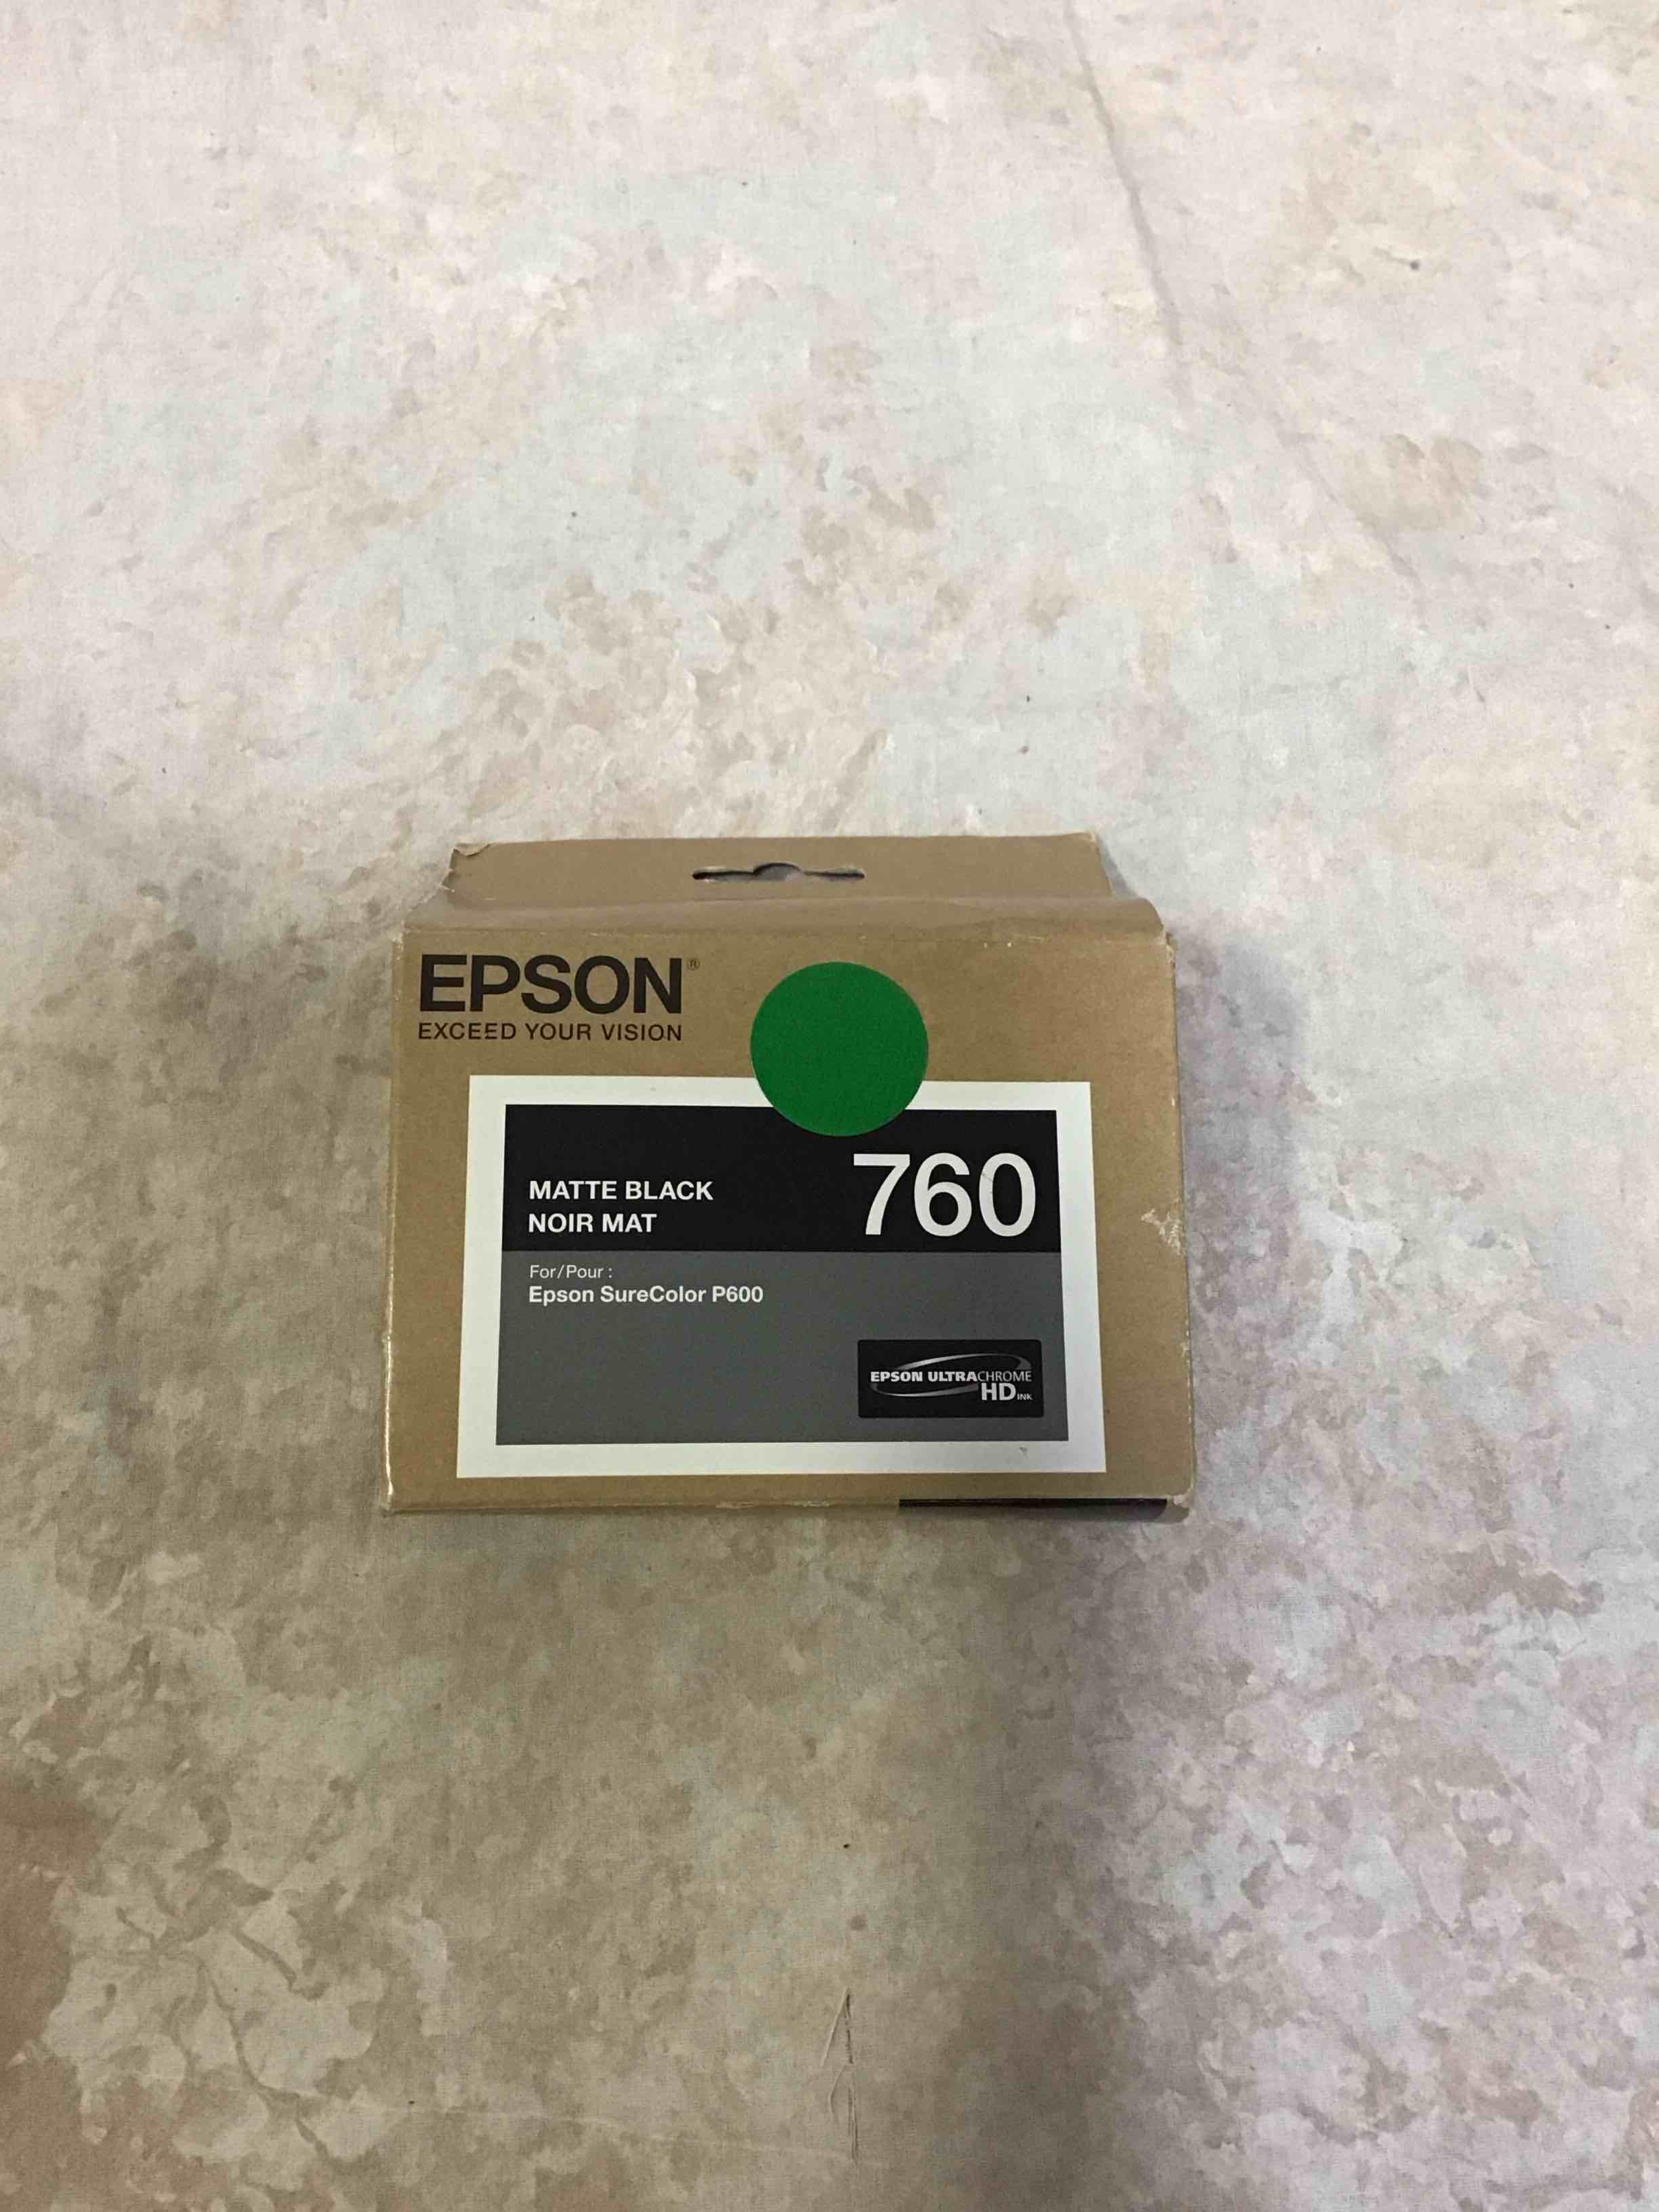 EPSON®
EXCEED YOUR VISION
MATTE BLACK
NOIR MAT
760
For/Pour :
Epson SureColor P600
EPSON ULTRACHROME
HD INK